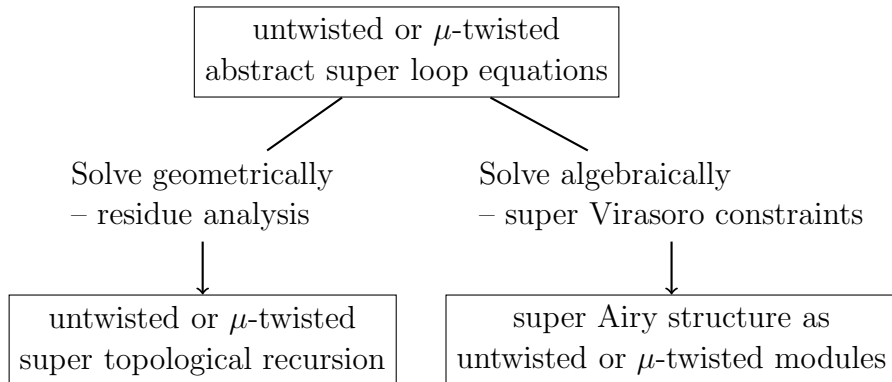 untwisted or μ-twisted
abstract super loop equations
Solve geometrically
– residue analysis
Solve algebraically
– super Virasoro constraints
untwisted or μ-twisted
super topological recursion
super Airy structure as
untwisted or μ-twisted modules